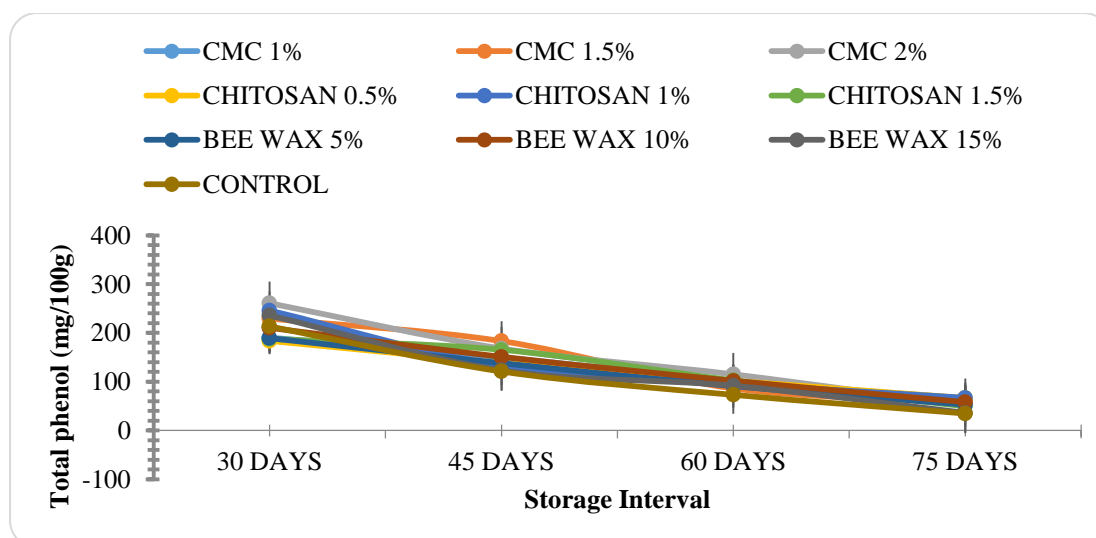 CMC 1% CMC 1.5% CMC 2%
CHITOSAN 0.5% CHITOSAN 1% CHITOSAN 1.5%
BEE WAX 5% BEE WAX 10% BEE WAX 15%
CONTROL
Total phenol (mg/100g)
400
300
200
100
0
-100
30 DAYS 45 DAYS 60 DAYS 75 DAYS
Storage Interval